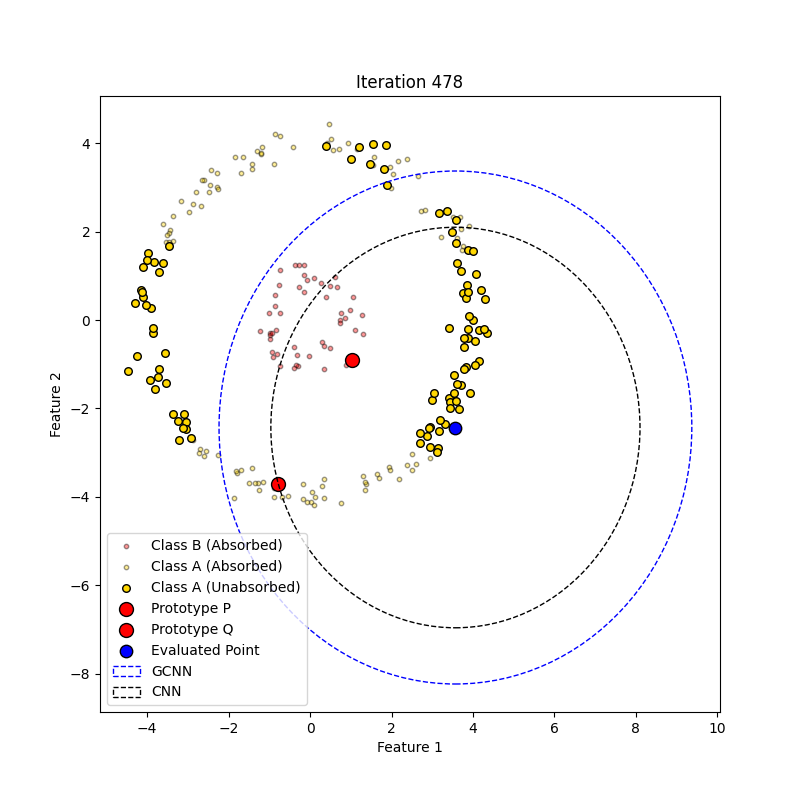 Iteration 478
4
2
0
−2
−4
−6
−8
Feature 2
Class B (Absorbed)
Class A (Absorbed)
Class A (Unabsorbed)
Prototype P
Prototype Q
Evaluated Point
GCNN
CNN
−4 −2 0 2 4 6 8 10
Feature 1